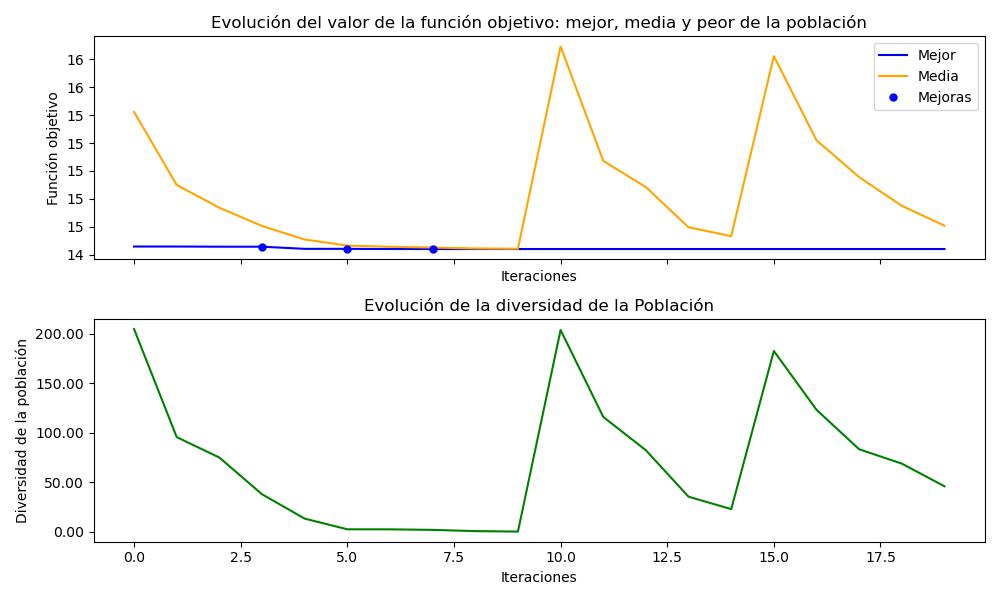 Evolución del valor de la función objetivo: mejor, media y peor de la población
Función objetivo
16
16
15
15
15
15
15
14
Mejor
Media
Mejoras
Iteraciones
Evolución de la diversidad de la Población
Diversidad de la población
200.00
150.00
100.00
50.00
0.00
0.0 2.5 5.0 7.5 10.0 12.5 15.0 17.5
Iteraciones